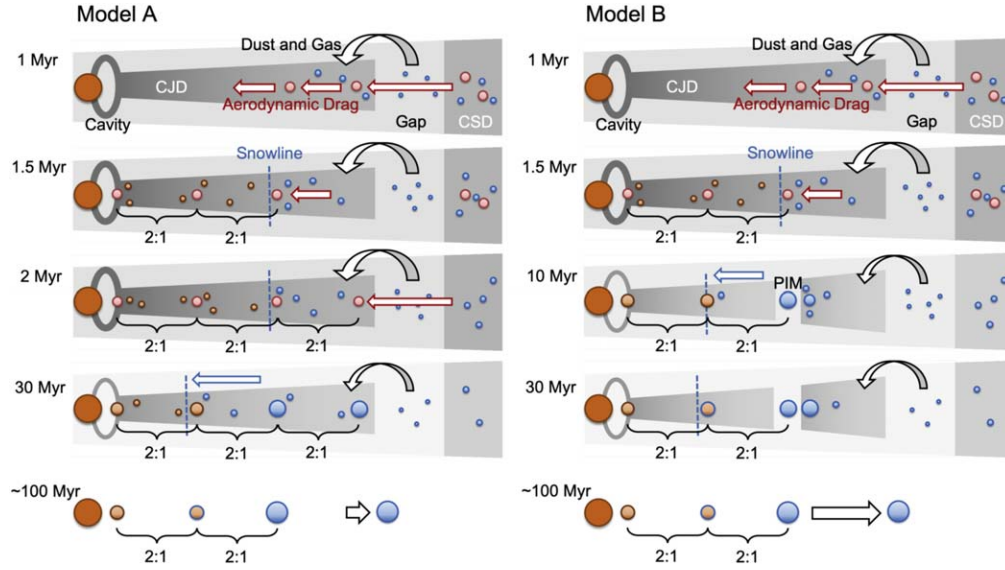 Model A
1 Myr
Dust and Gas
CJD
Aerodynamic Drag
Cavity
Gap
CSD
1.5 Myr
Snowline
2:1
2:1
2 Myr
2:1
2:1
2:1
30 Myr
2:1
2:1
2:1
~100 Myr
2:1
2:1
Model B
1 Myr
Dust and Gas
CJD
Aerodynamic Drag
Cavity
Gap
CSD
1.5 Myr
Snowline
2:1
2:1
10 Myr
PIM
2:1
2:1
30 Myr
2:1
2:1
~100 Myr
2:1
2:1